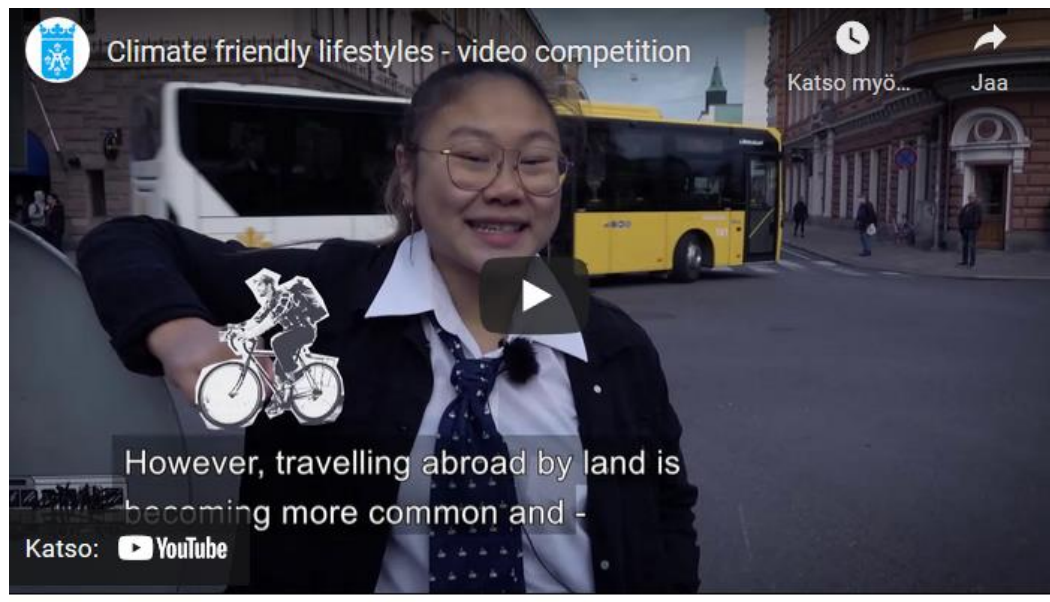 Climate friendly lifestyles - video competition
Katso myö...
Jaa
However, travelling abroad by land is
becoming more common and -
Katso: YouTube